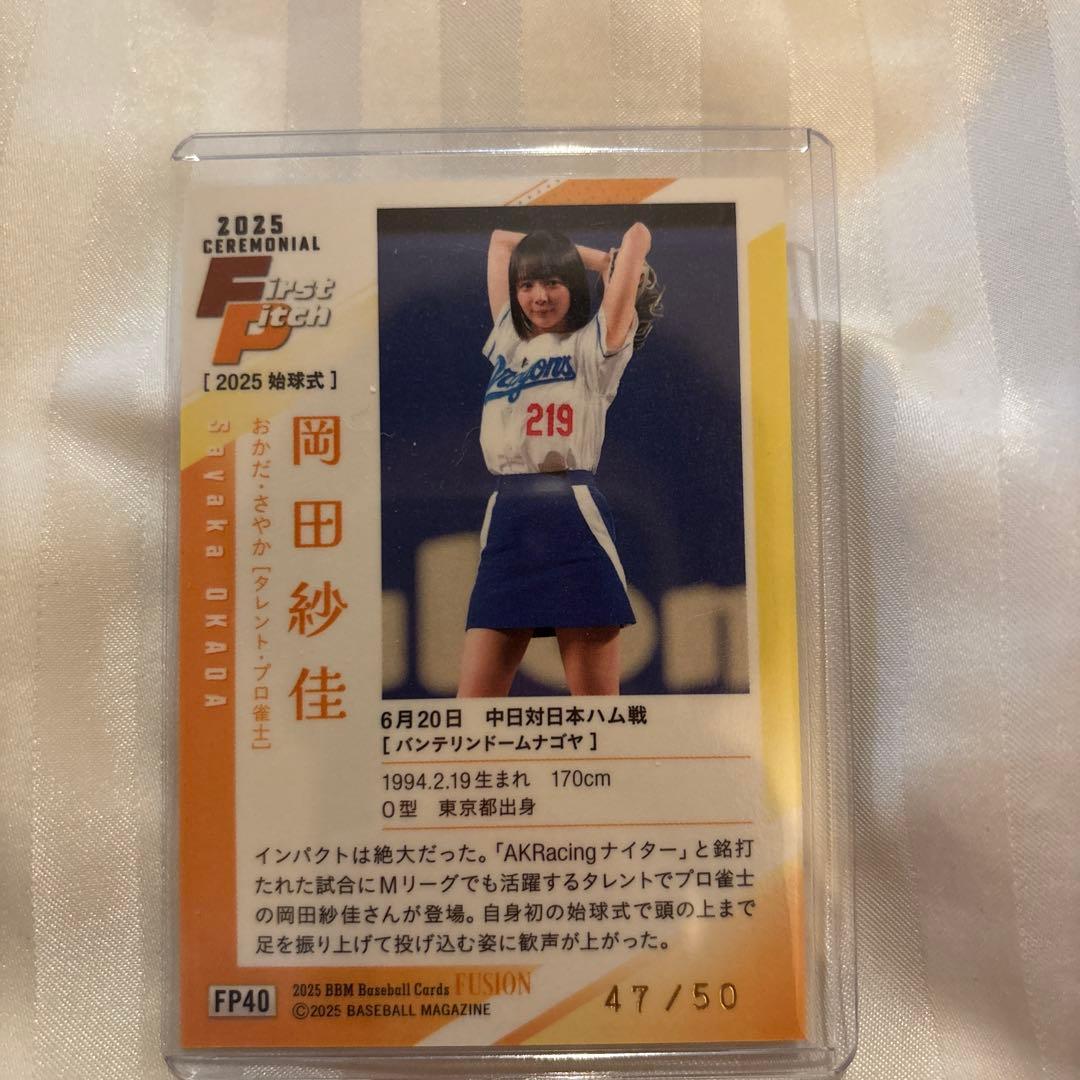 2025
CEREMONIAL
First
Pitch
[ 2025 始球式 ]
岡田紗佳
おかだ・さやか[タレント・プロ雀士]
Sayaka OKADA
Dragons
219
6月20日 中日対日本ハム戦
[ バンテリンドームナゴヤ ]
1994.2.19生まれ 170cm
O型 東京都出身
インパクトは絶大だった。「AKRacingナイター」と銘打
たれた試合にMリーグでも活躍するタレントでプロ雀士
の岡田紗佳さんが登場。自身初の始球式で頭の上まで
足を振り上げて投げ込む姿に歓声が上がった。
FP40
2025 BBM Baseball Cards FUSION
©2025 BASEBALL MAGAZINE
47/50